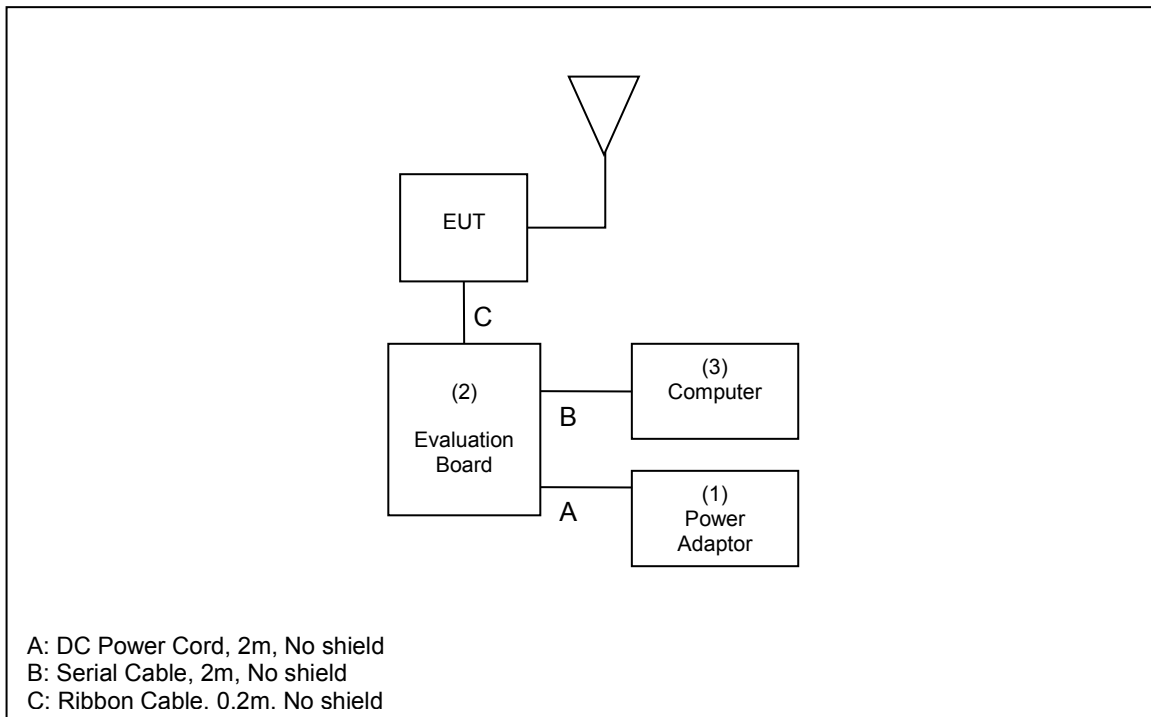 EUT
C
(2)
Evaluation
Board
B
(3)
Computer
A
(1)
Power
Adaptor
A: DC Power Cord, 2m, No shield
B: Serial Cable, 2m, No shield
C: Ribbon Cable. 0.2m. No shield